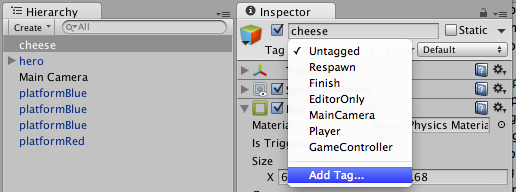 Hierarchy
Create
All
cheese
hero
Main Camera
platformBlue
platformBlue
platformBlue
platformRed
Inspector
cheese
Static
Tag
Untagged
Default
Respawn
Finish
EditorOnly
MainCamera
Player
GameController
Add Tag...
Material
Physics Materia
Is Trigg
Size
X 6
.68